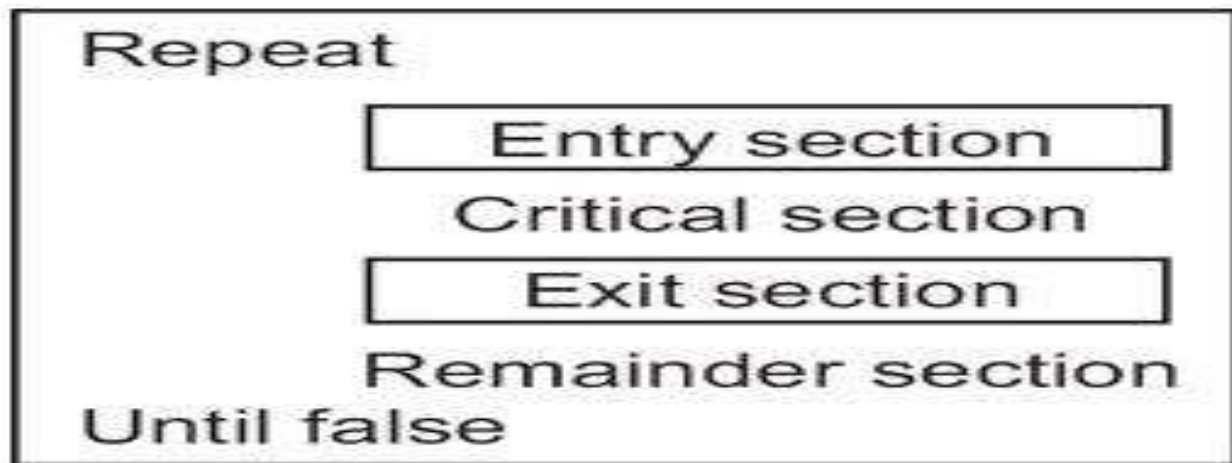 Repeat
Entry section
Critical section
Exit section
Remainder section
Until false